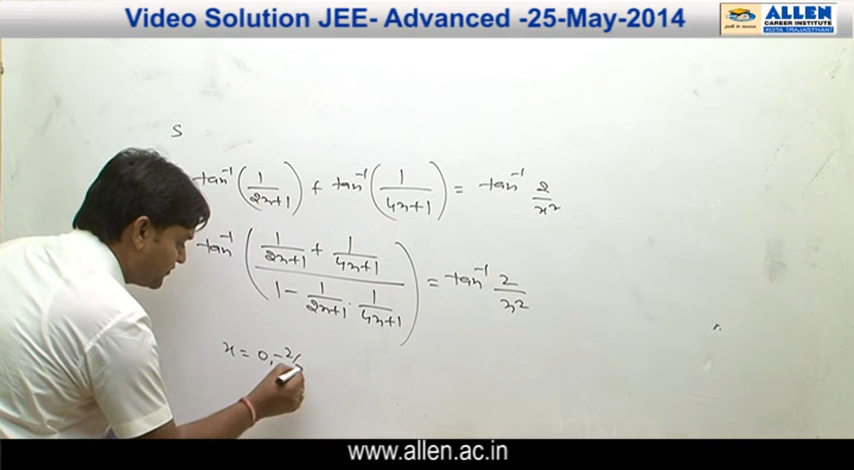 Video Solution JEE- Advanced -25-May-2014
ALLEN
CAREER INSTITUTE
KOTA (RAJASTHAN)
S
tan⁻¹(1/(2x+1)) + tan⁻¹(1/(4x+1)) = tan⁻¹ 2/x²
tan⁻¹((1/(2x+1) + 1/(4x+1))/(1 − 1/(2x+1) · 1/(4x+1))) = tan⁻¹ 2/x²
x = 0, −2/
www.allen.ac.in